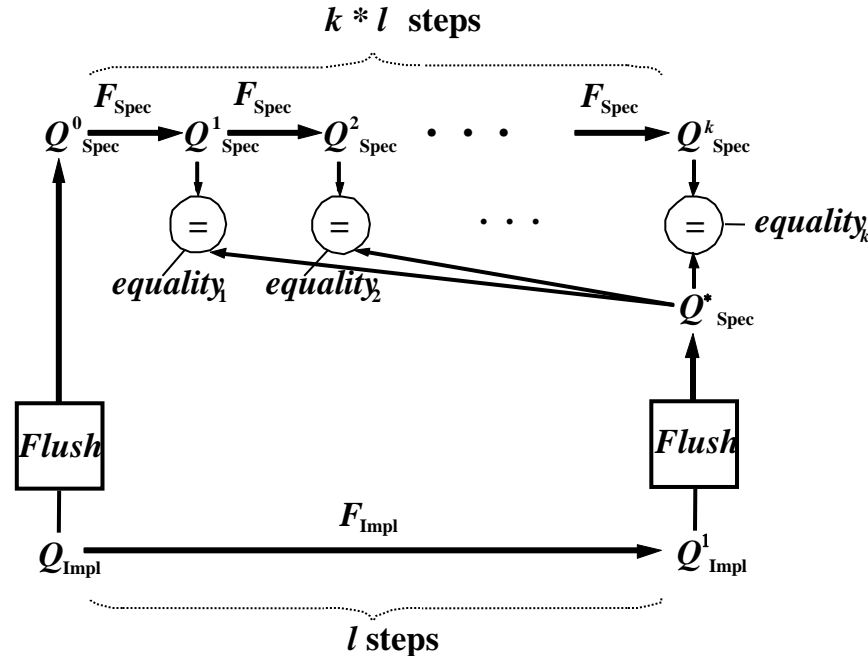 k * l steps
F_Spec F_Spec F_Spec
Q^0_Spec Q^1_Spec Q^2_Spec · · · Q^k_Spec
= = · · · = equality_k
equality_1 equality_2
Q^*_Spec
Flush Flush
F_Impl
Q_Impl Q^1_Impl
l steps